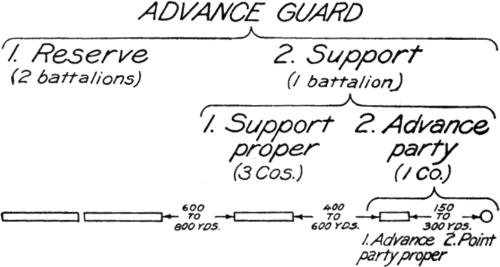 ADVANCE GUARD
1. Reserve
(2 battalions)
2. Support
(1 battalion)
1. Support
proper
(3 Cos.)
2. Advance
party
(1 Co.)
600
TO
800 YDS.
400
TO
600 YDS.
150
TO
300 YDS.
1. Advance
party proper
2. Point